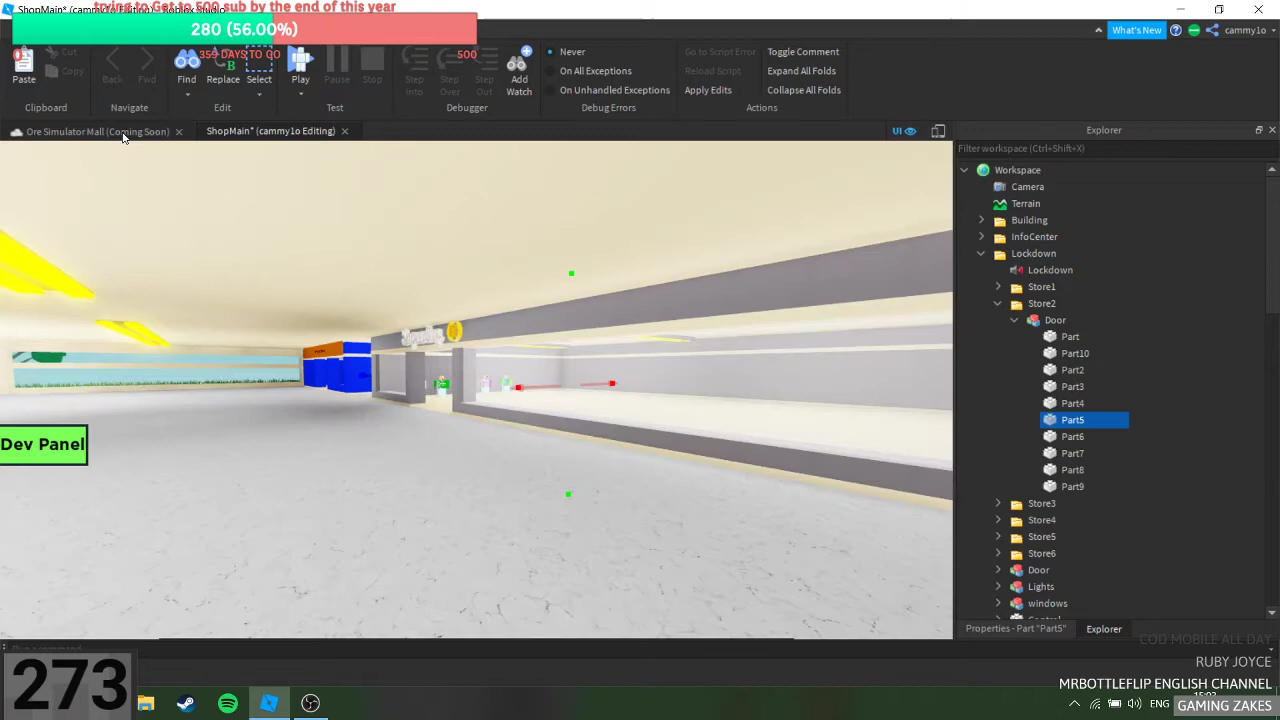 trying to Get to 500 sub by the end of this year
280 (56.00%)
359 DAYS TO GO
500
What's New
cammy1o
Paste
Cut
Copy
Clipboard
Back
Fwd
Navigate
Find
Replace
Select
Edit
Play
Pause
Stop
Test
Step Into
Step Over
Step Out
Add Watch
Debugger
Never
On All Exceptions
On Unhandled Exceptions
Debug Errors
Go to Script Error
Reload Script
Apply Edits
Toggle Comment
Expand All Folds
Collapse All Folds
Actions
Ore Simulator Mall (Coming Soon)
ShopMain* (cammy1o Editing)
UI
Explorer
Filter workspace (Ctrl+Shift+X)
Workspace
Camera
Terrain
Building
InfoCenter
Lockdown
Lockdown
Store1
Store2
Door
Part
Part10
Part2
Part3
Part4
Part5
Part6
Part7
Part8
Part9
Store3
Store4
Store5
Store6
Door
Lights
windows
Dev Panel
Properties - Part "Part5"
Explorer
COD MOBILE ALL DAY
RUBY JOYCE
MRBOTTLEFLIP ENGLISH CHANNEL
GAMING ZAKES
273
ENG